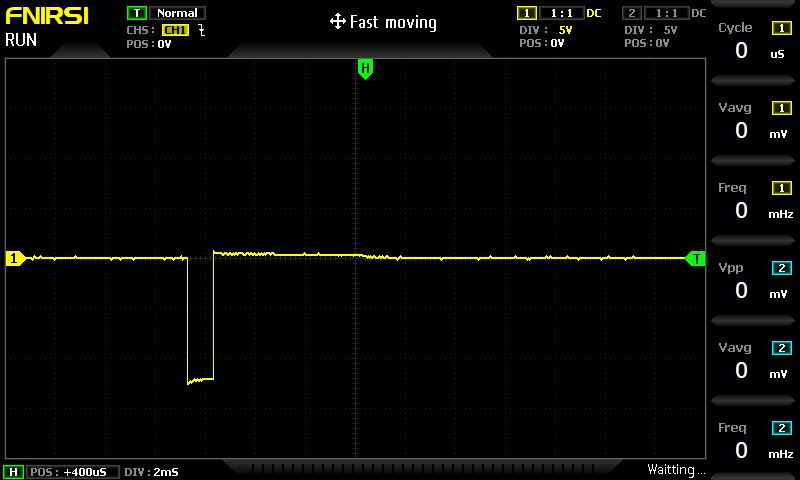 FNIRSI
RUN
T Normal
CHS: CH1
POS: 0V
Fast moving
1 1:1 DC
DIV: 5V
POS: 0V
2 1:1 DC
DIV: 5V
POS: 0V
H
1
T
Cycle 1
0 uS
Vavg 1
0 mV
Freq 1
0 mHz
Vpp 2
0 mV
Vavg 2
0 mV
Freq 2
0 mHz
H POS: +400uS DIV: 2mS
Waitting...